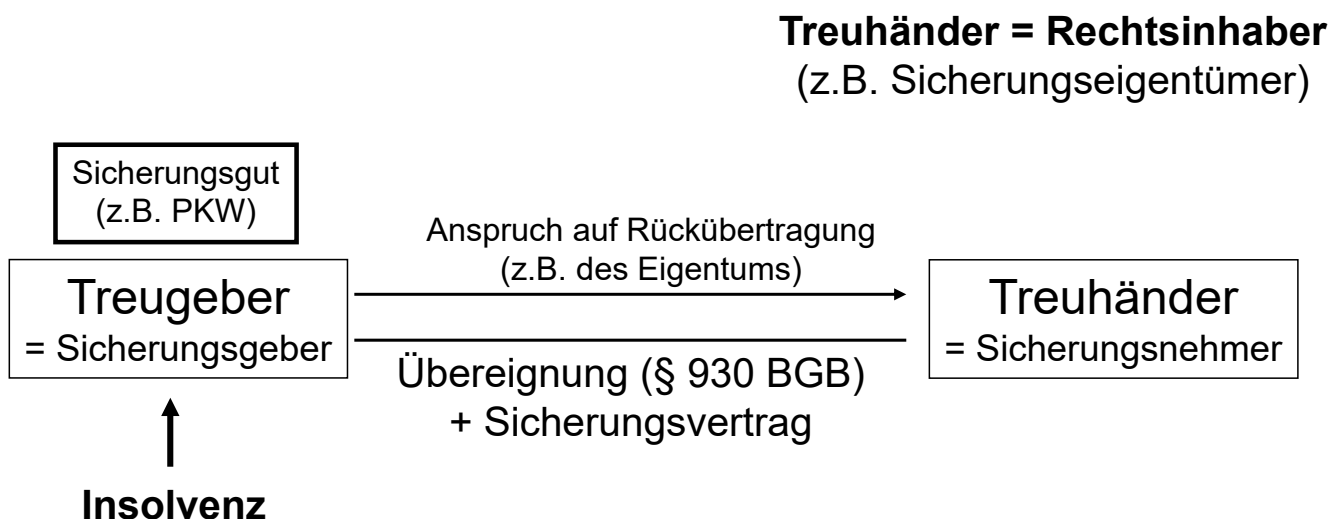 Treuhänder = Rechtsinhaber
(z.B. Sicherungseigentümer)
Sicherungsgut
(z.B. PKW)
Anspruch auf Rückübertragung
(z.B. des Eigentums)
Treugeber
= Sicherungsgeber
Treuhänder
= Sicherungsnehmer
Übereignung (§ 930 BGB)
+ Sicherungsvertrag
Insolvenz